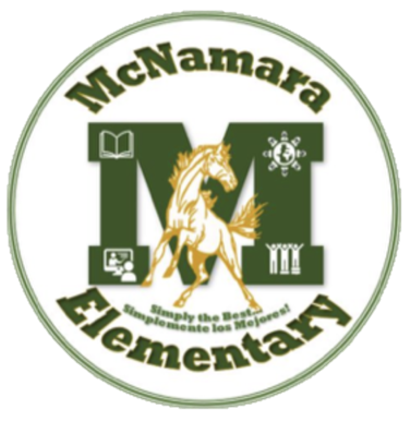 McNamara
M
Simply the Best...
Simplemente los Mejores!
Elementary